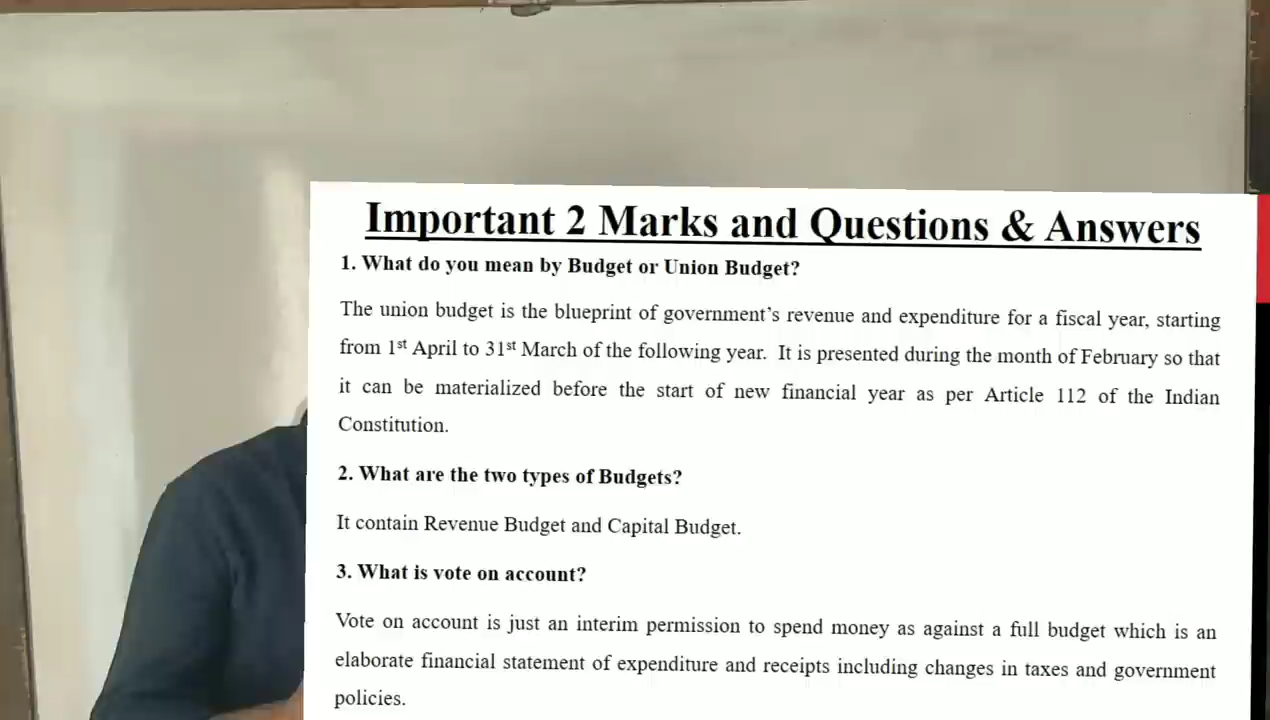 Important 2 Marks and Questions & Answers
1. What do you mean by Budget or Union Budget?
The union budget is the blueprint of government’s revenue and expenditure for a fiscal year, starting
from 1st April to 31st March of the following year. It is presented during the month of February so that
it can be materialized before the start of new financial year as per Article 112 of the Indian
Constitution.
2. What are the two types of Budgets?
It contain Revenue Budget and Capital Budget.
3. What is vote on account?
Vote on account is just an interim permission to spend money as against a full budget which is an
elaborate financial statement of expenditure and receipts including changes in taxes and government
policies.